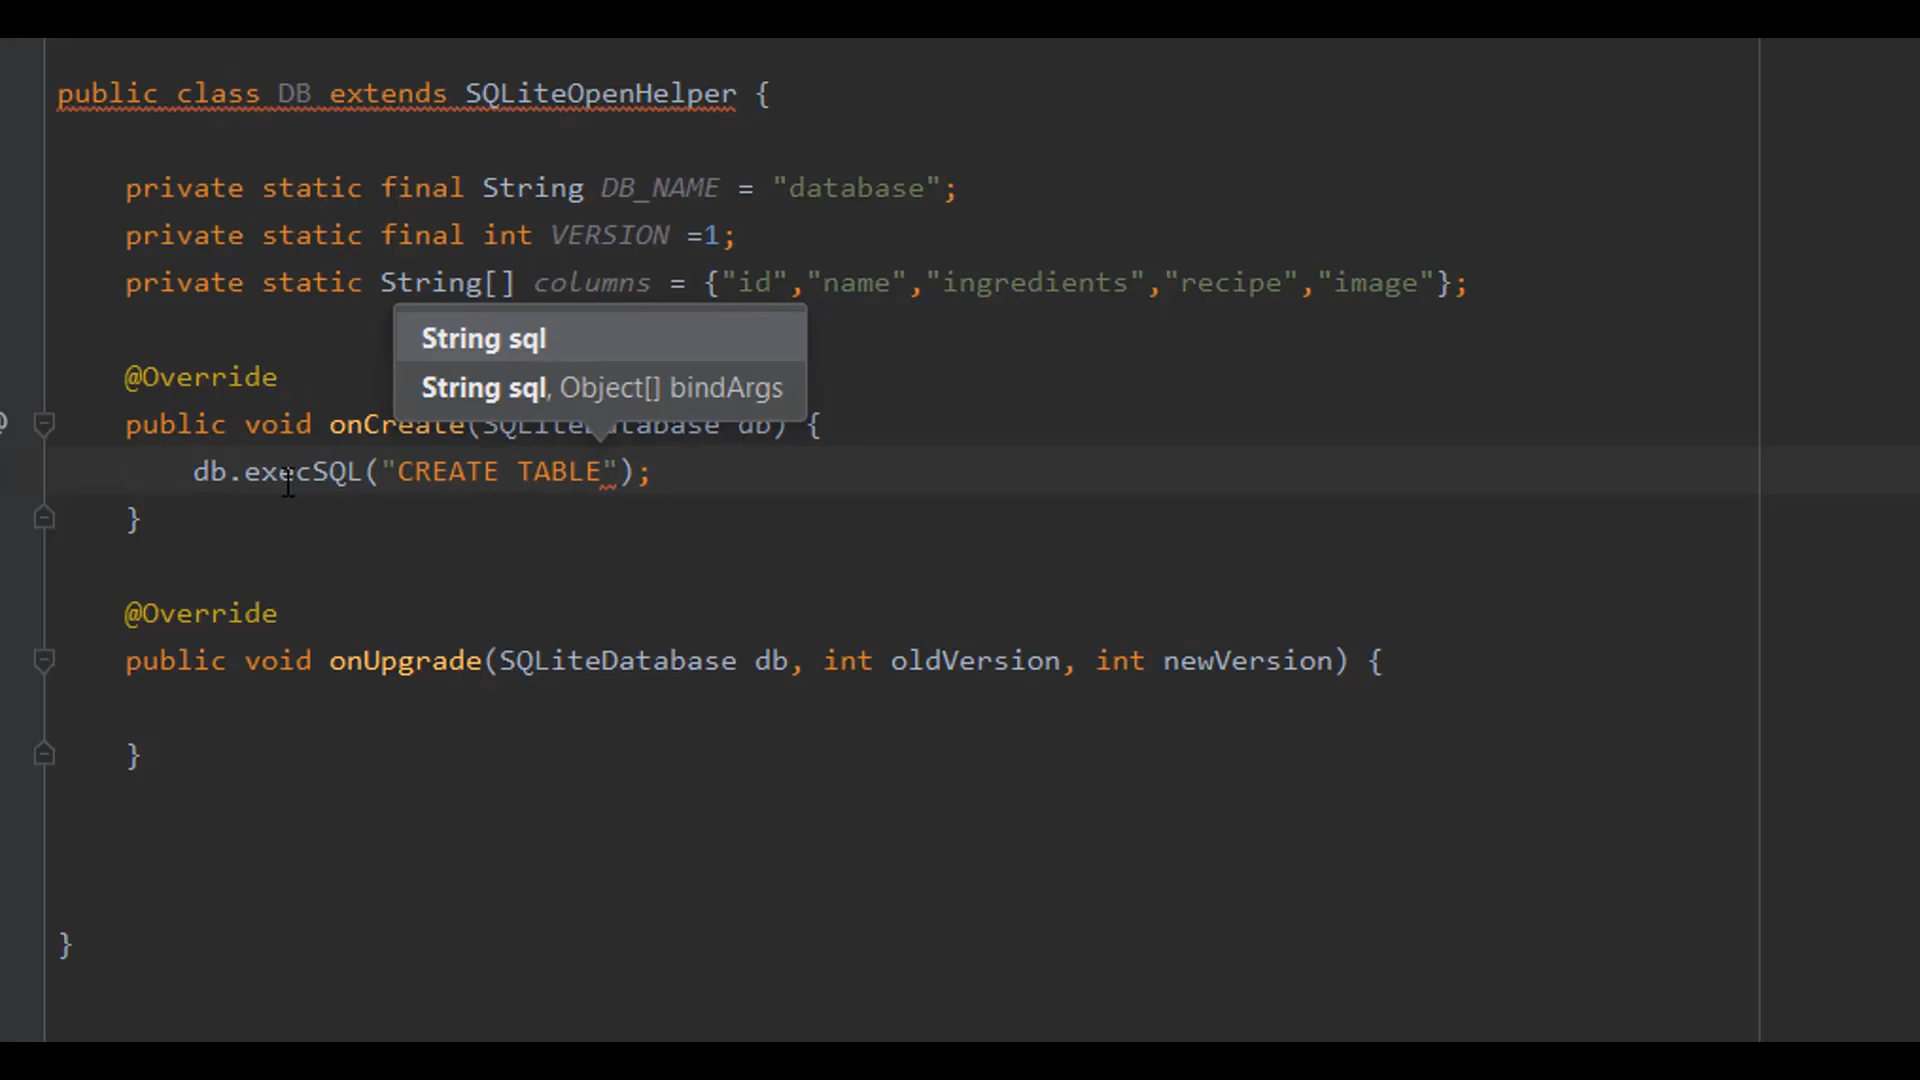 public class DB extends SQLiteOpenHelper {
private static final String DB_NAME = "database";
private static final int VERSION =1;
private static String[] columns = {"id","name","ingredients","recipe","image"};
String sql
String sql, Object[] bindArgs
@Override
public void onCreate(SQLiteDatabase db) {
db.execSQL("CREATE TABLE");
}
@Override
public void onUpgrade(SQLiteDatabase db, int oldVersion, int newVersion) {
}
}